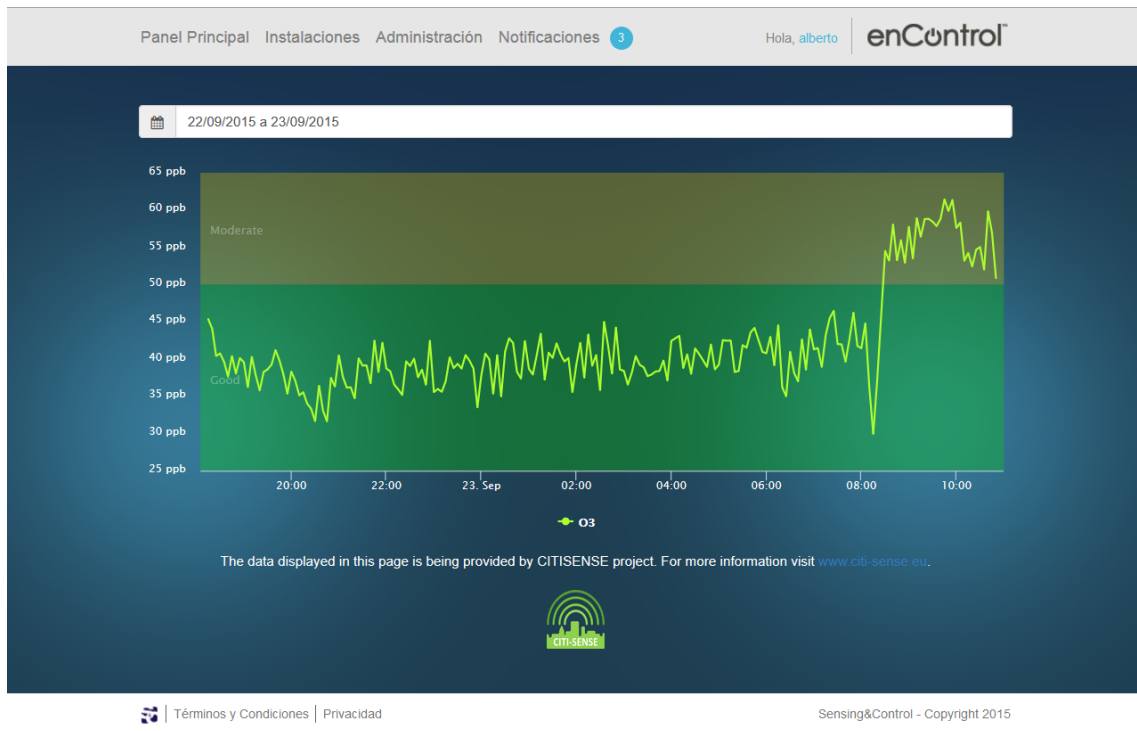 Panel Principal Instalaciones Administración Notificaciones 3 Hola, alberto enControl™
22/09/2015 a 23/09/2015
65 ppb
60 ppb
Moderate
55 ppb
50 ppb
45 ppb
40 ppb
Good
35 ppb
30 ppb
25 ppb
20:00 22:00 23. Sep 02:00 04:00 06:00 08:00 10:00
O3
The data displayed in this page is being provided by CITISENSE project. For more information visit www.citi-sense.eu.
CITI-SENSE
Términos y Condiciones | Privacidad Sensing&Control - Copyright 2015